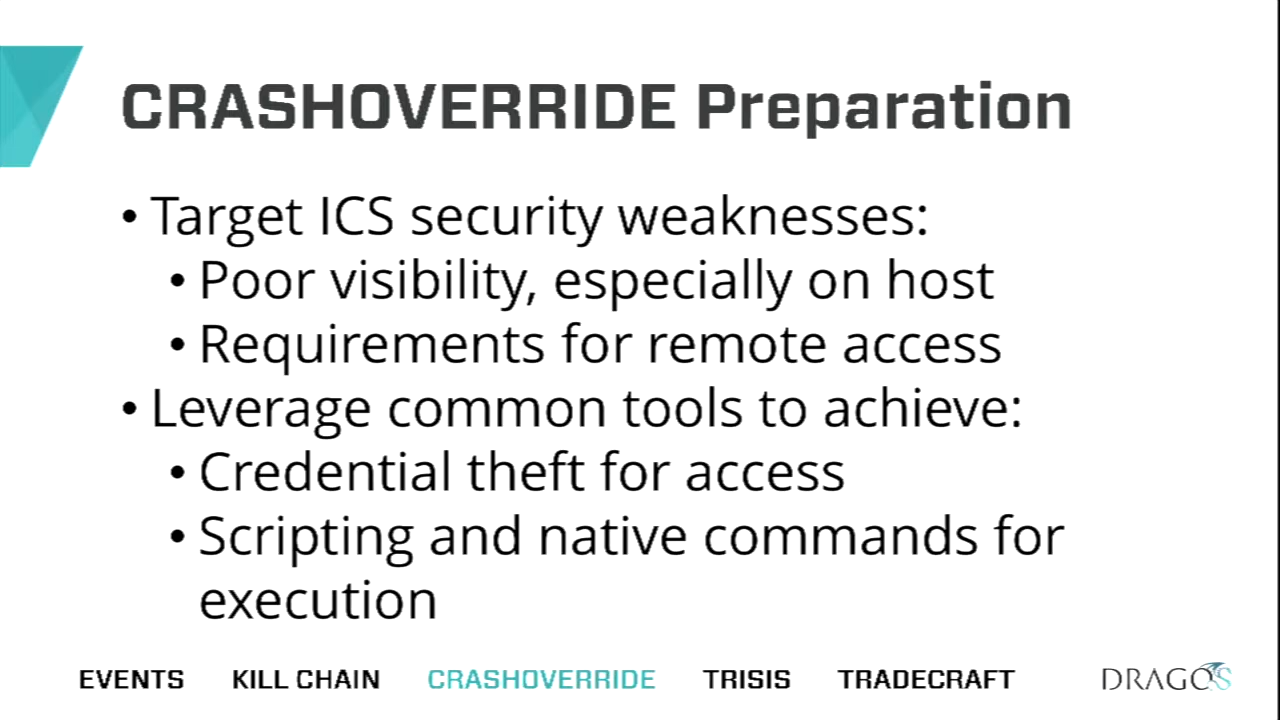 CRASHOVERRIDE Preparation
• Target ICS security weaknesses:
• Poor visibility, especially on host
• Requirements for remote access
• Leverage common tools to achieve:
• Credential theft for access
• Scripting and native commands for
execution
EVENTS KILL CHAIN CRASHOVERRIDE TRISIS TRADECRAFT DRAGOS